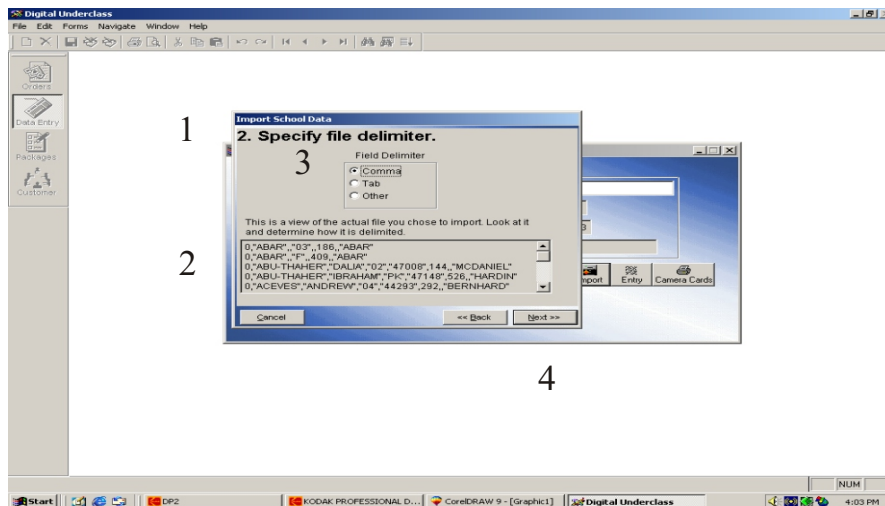 Digital Underclass
File Edit Forms Navigate Window Help
Orders
Data Entry
Packages
Customer
1
Import School Data
2. Specify file delimiter.
3
Field Delimiter
Comma
Tab
Other
This is a view of the actual file you chose to import. Look at it
and determine how it is delimited.
2
0,"ABAR",,"03",,186,,"ABAR"
0,"ABAR",,"F",,409,,"ABAR"
0,"ABU-THAHER","DALIA","02","47008",144,,"MCDANIEL"
0,"ABU-THAHER","IBRAHAM","PK","47148",526,,"HARDIN"
0,"ACEVES","ANDREW","04","44293",292,,"BERNHARD"
3
Entry
Camera Cards
Cancel
<< Back
Next >>
4
NUM
Start
DP2
KODAK PROFESSIONAL D...
CorelDRAW 9 - [Graphic1]
Digital Underclass
4:03 PM